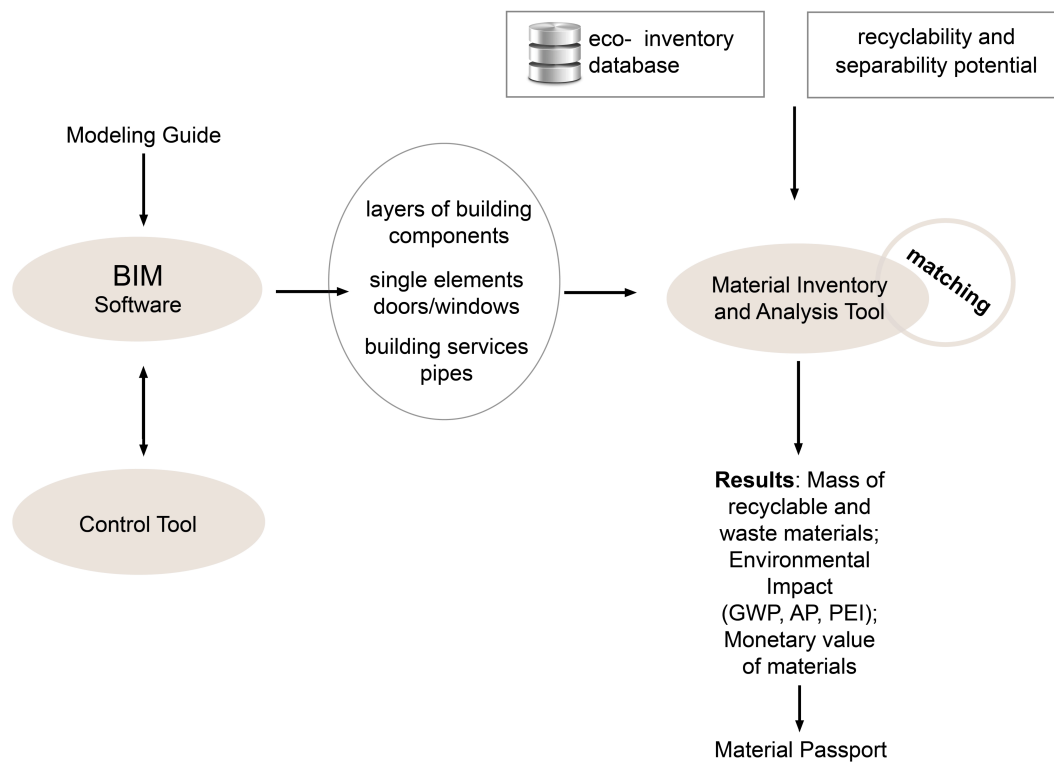 eco- inventory
database
recyclability and
separability potential
Modeling Guide
BIM
Software
Control Tool
layers of building
components
single elements
doors/windows
building services
pipes
Material Inventory
and Analysis Tool
matching
Results: Mass of
recyclable and
waste materials;
Environmental
Impact
(GWP, AP, PEI);
Monetary value
of materials
Material Passport